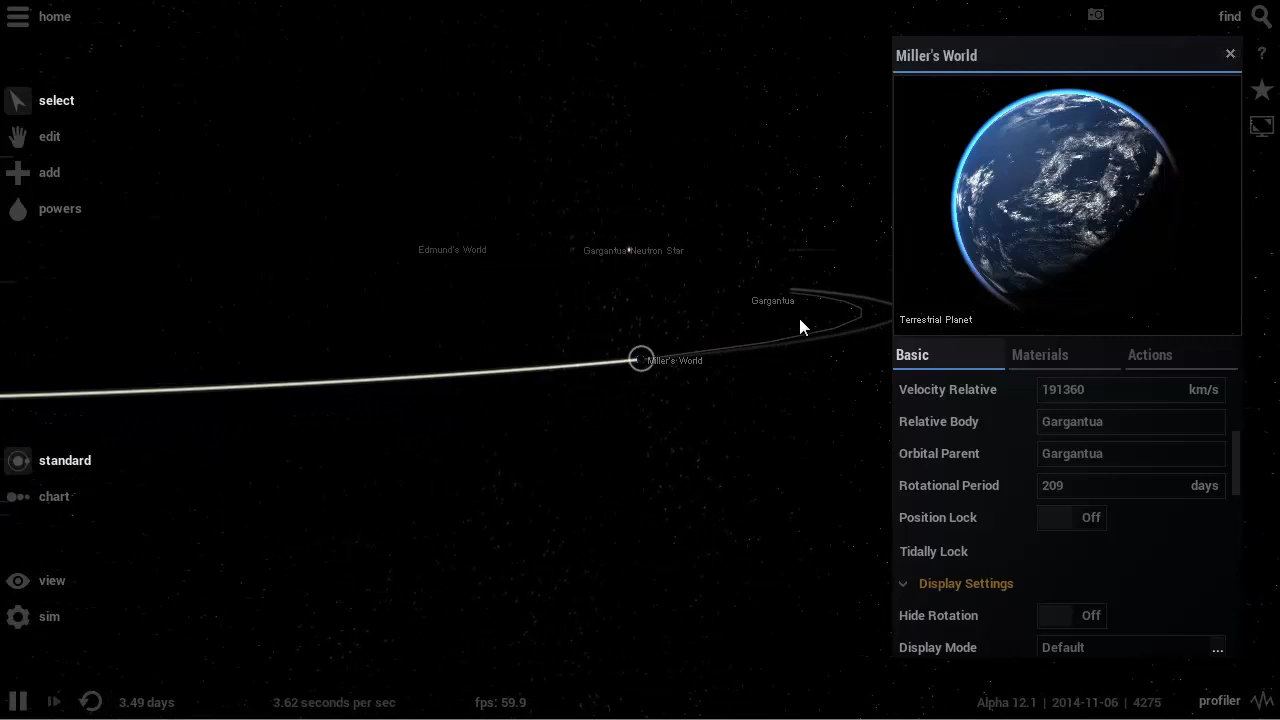 home
find
Miller's World
select
edit
add
powers
?
Edmund's World
Gargantua Neutron Star
Gargantua
Miller's World
Terrestrial Planet
Basic
Materials
Actions
Velocity Relative 191360 km/s
Relative Body Gargantua
Orbital Parent Gargantua
Rotational Period 209 days
Position Lock Off
Tidally Lock
Display Settings
Hide Rotation Off
Display Mode Default ...
standard
chart
view
sim
3.49 days
3.62 seconds per sec
fps: 59.9
Alpha 12.1 | 2014-11-06 | 4275
profiler